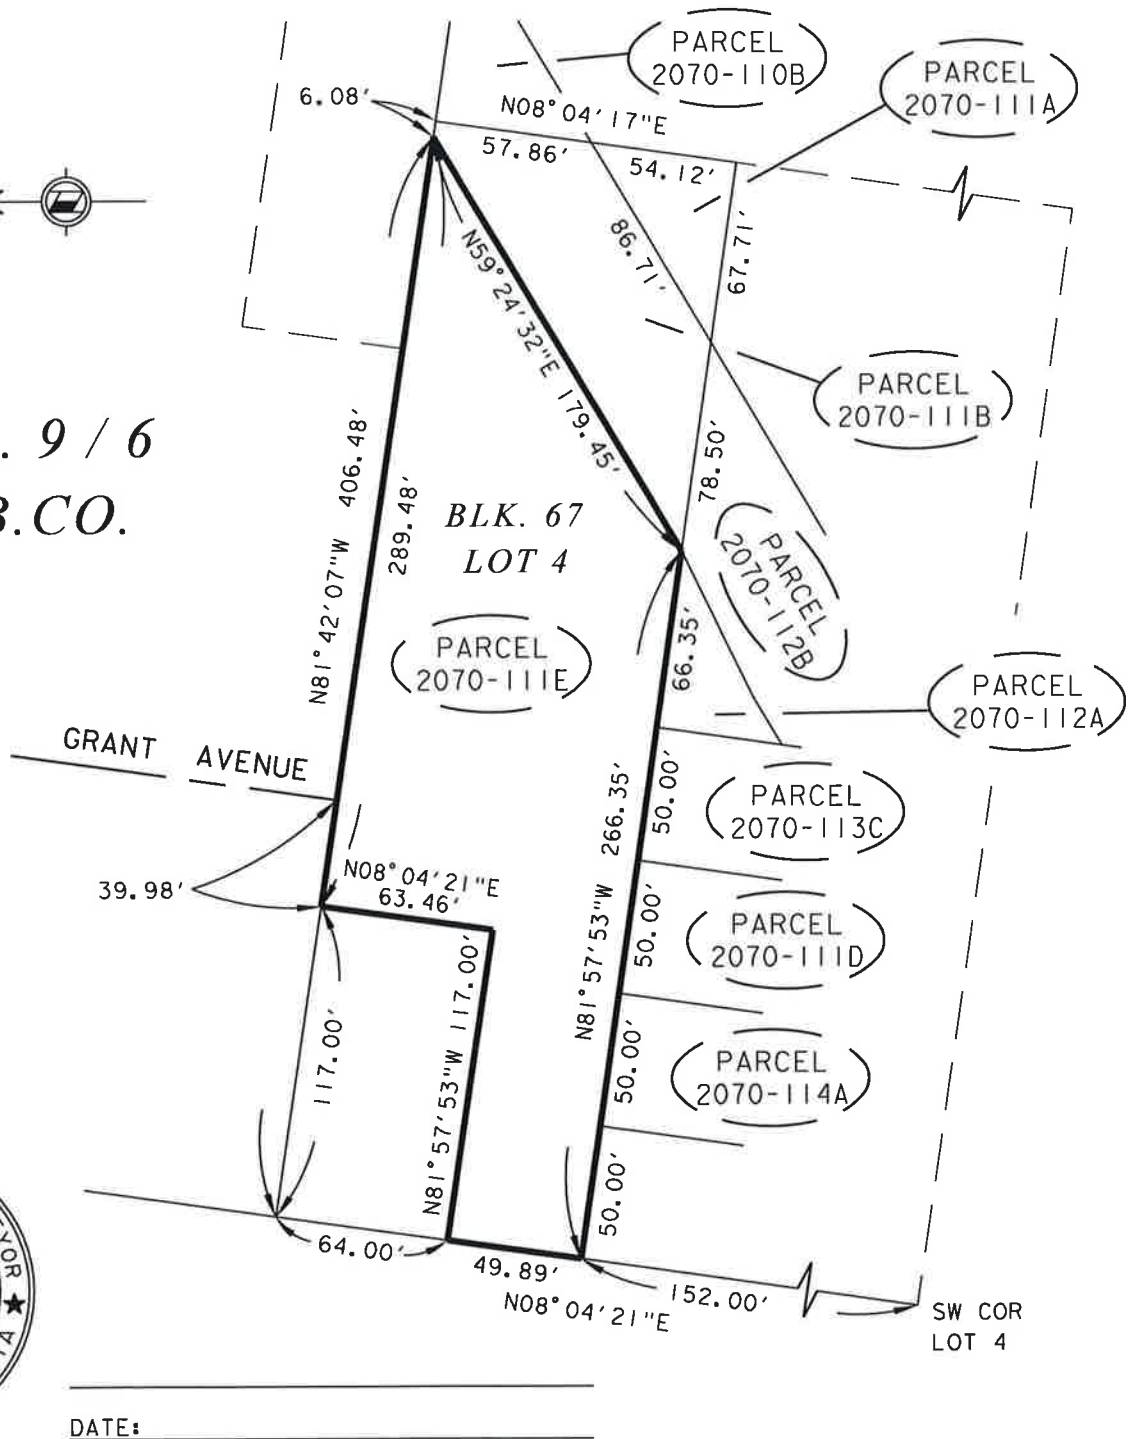 PARCEL
2070-110B
PARCEL
2070-111A
6.08'
N08°04'17"E
57.86'
54.12'
86.71'
67.71'
N59°24'32"E 179.45'
PARCEL
2070-111B
. 9 / 6
B.CO.
N81°42'07"W 406.48'
289.48'
BLK. 67
LOT 4
78.50'
PARCEL
2070-112B
PARCEL
2070-111E
66.35'
PARCEL
2070-112A
GRANT AVENUE
N81°57'53"W 266.35'
50.00'
PARCEL
2070-113C
39.98'
N08°04'21"E
63.46'
50.00'
PARCEL
2070-111D
117.00'
N81°57'53"W 117.00'
50.00'
PARCEL
2070-114A
50.00'
64.00'
49.89'
N08°04'21"E
152.00'
SW COR
LOT 4
YOR ★
TA
DATE: